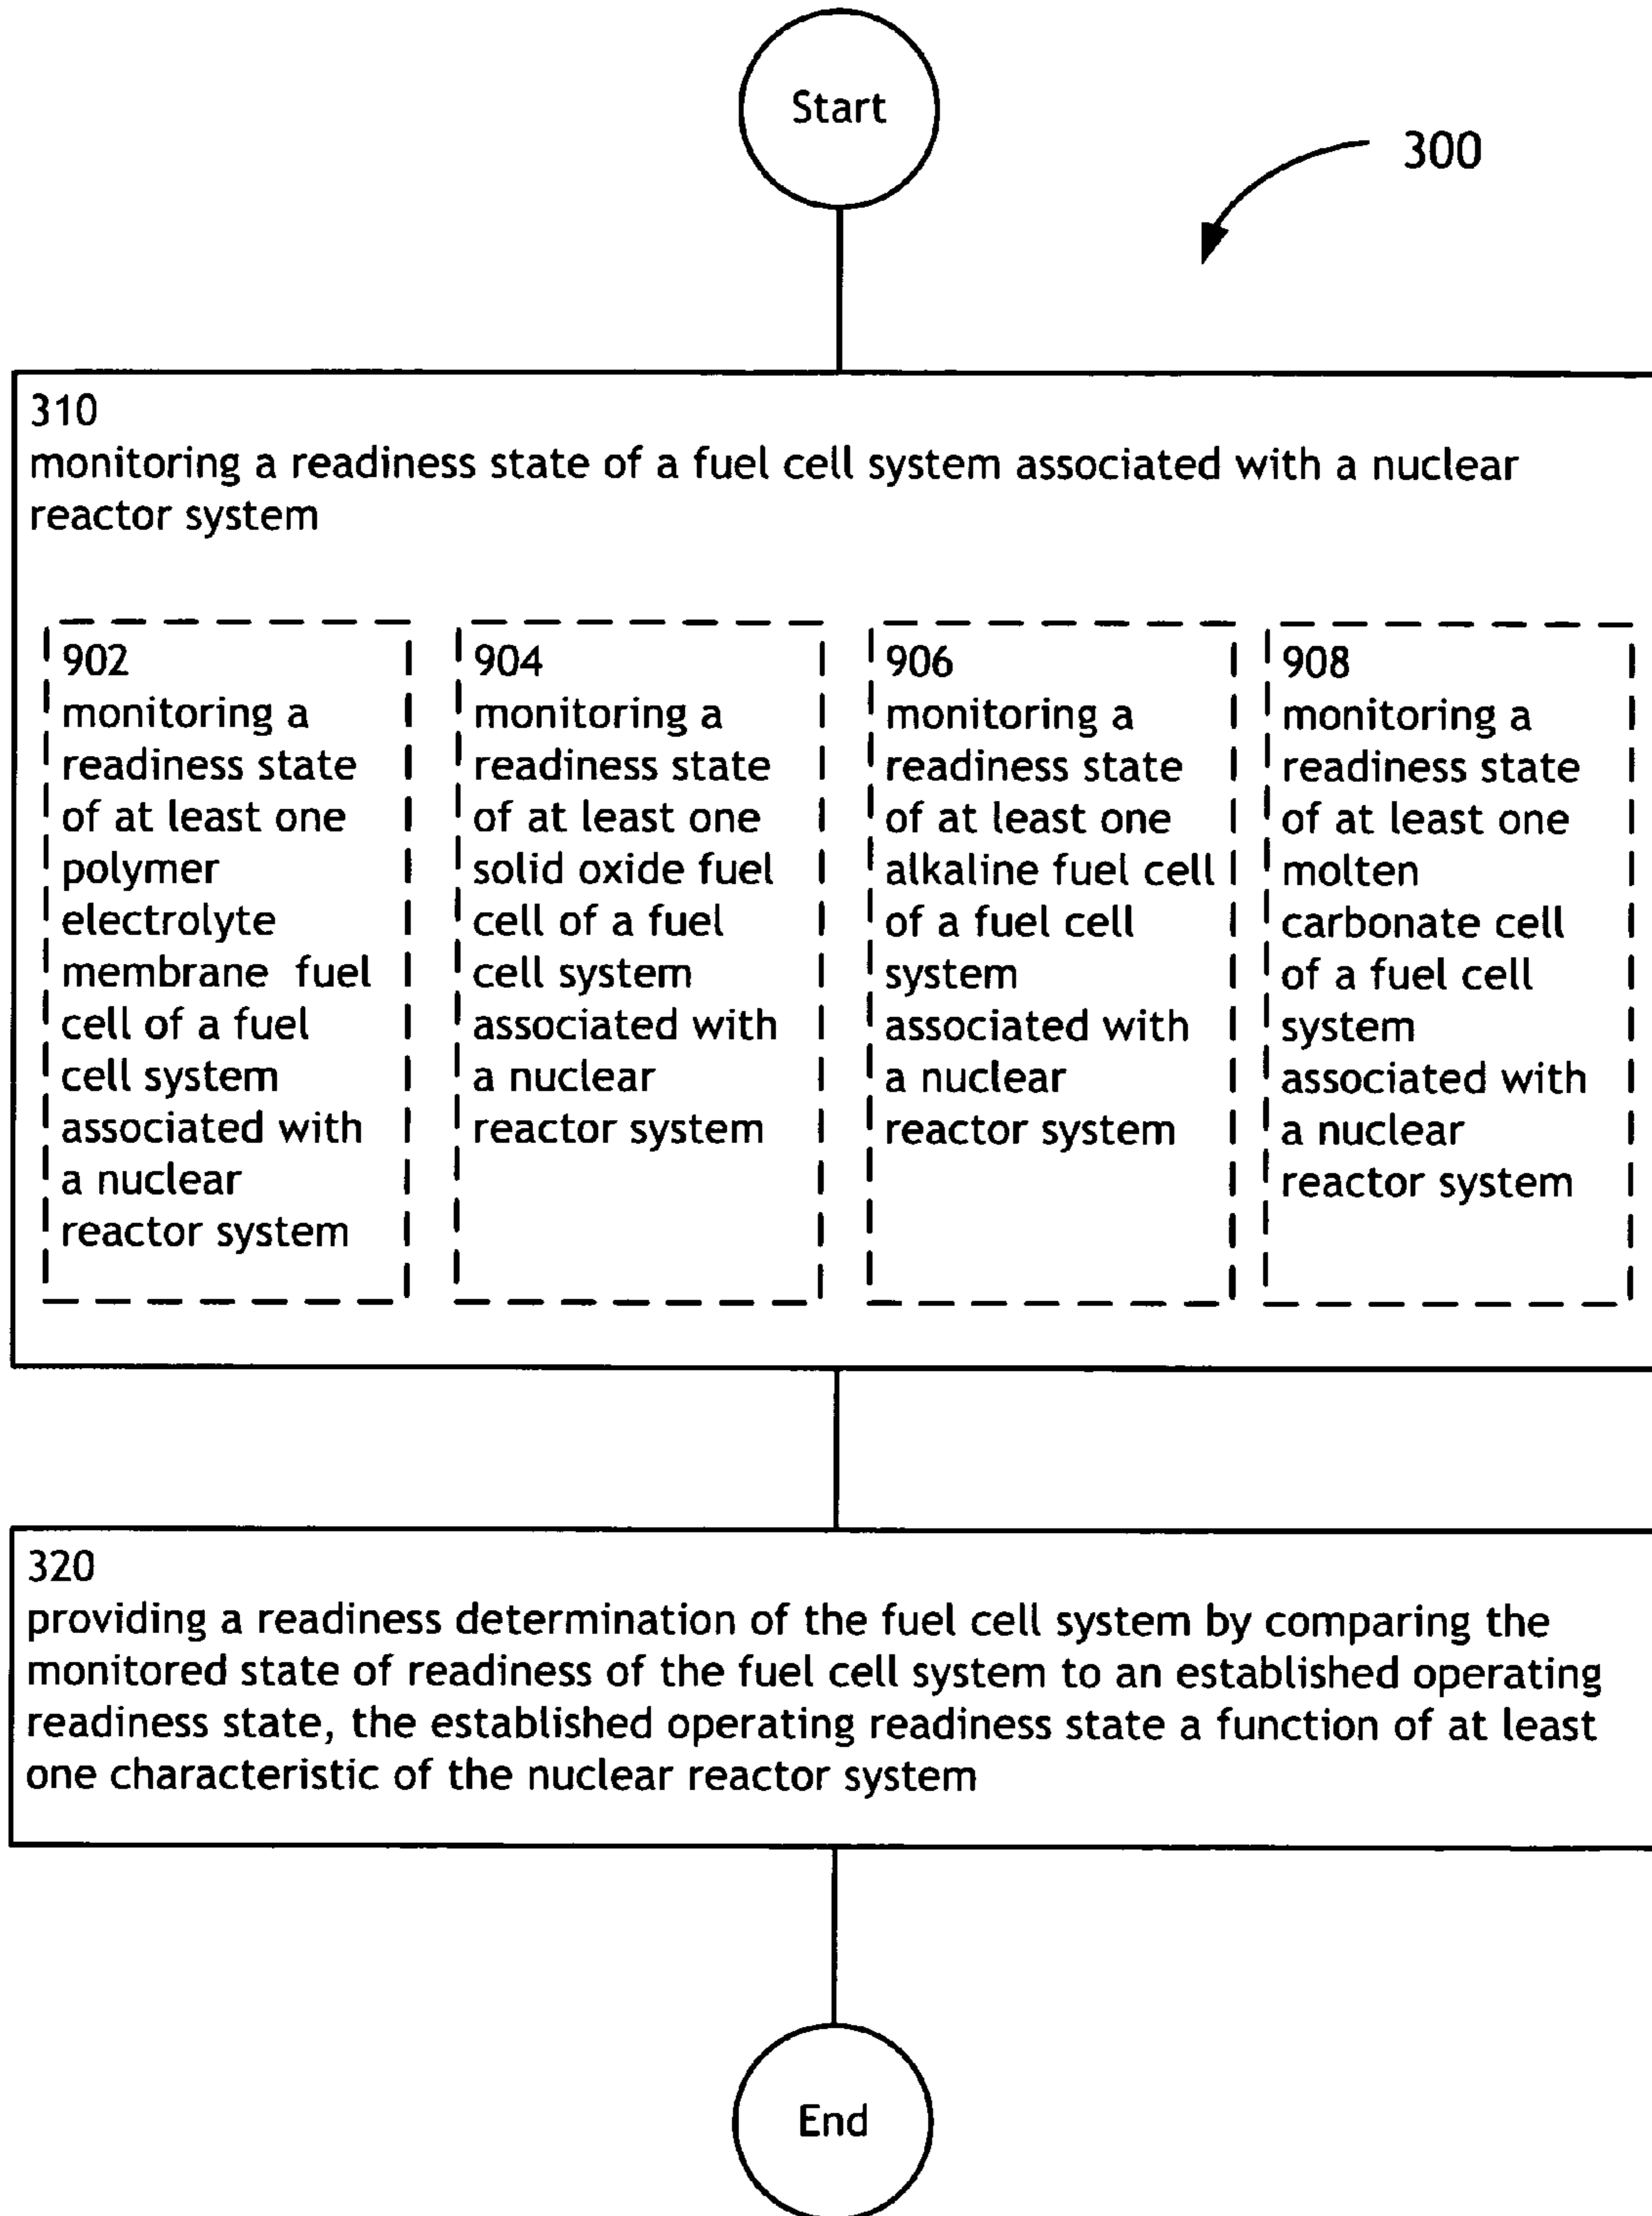 Start
300
310
monitoring a readiness state of a fuel cell system associated with a nuclear
reactor system
902
monitoring a
readiness state
of at least one
polymer
electrolyte
membrane fuel
cell of a fuel
cell system
associated with
a nuclear
reactor system
904
monitoring a
readiness state
of at least one
solid oxide fuel
cell of a fuel
cell system
associated with
a nuclear
reactor system
906
monitoring a
readiness state
of at least one
alkaline fuel cell
of a fuel cell
system
associated with
a nuclear
reactor system
908
monitoring a
readiness state
of at least one
molten
carbonate cell
of a fuel cell
system
associated with
a nuclear
reactor system
320
providing a readiness determination of the fuel cell system by comparing the
monitored state of readiness of the fuel cell system to an established operating
readiness state, the established operating readiness state a function of at least
one characteristic of the nuclear reactor system
End